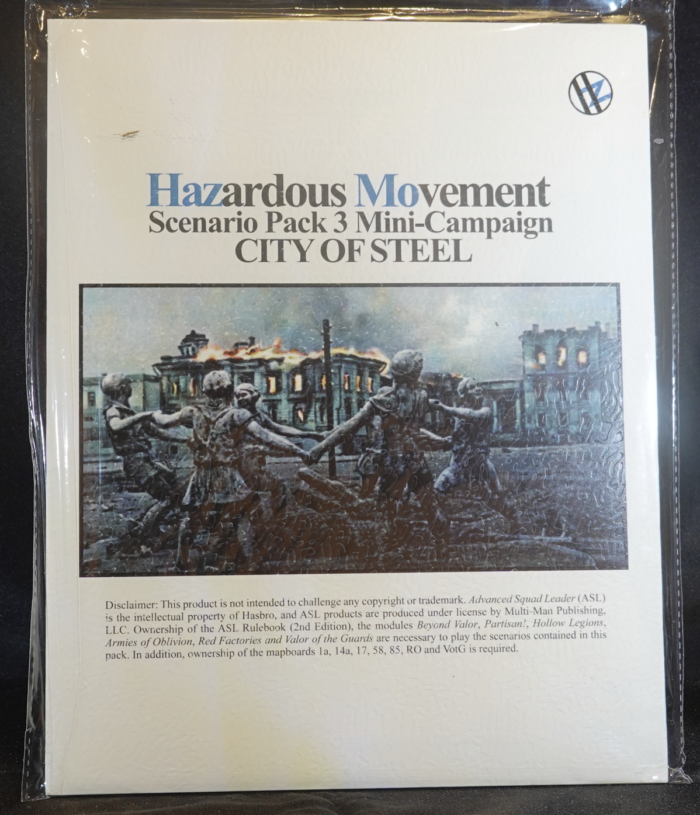 HZ
Hazardous Movement
Scenario Pack 3 Mini-Campaign
CITY OF STEEL
Disclaimer: This product is not intended to challenge any copyright or trademark. Advanced Squad Leader (ASL)
is the intellectual property of Hasbro, and ASL products are produced under license by Multi-Man Publishing,
LLC. Ownership of the ASL Rulebook (2nd Edition), the modules Beyond Valor, Partisan!, Hollow Legions,
Armies of Oblivion, Red Factories and Valor of the Guards are necessary to play the scenarios contained in this
pack. In addition, ownership of the mapboards 1a, 14a, 17, 58, 85, RO and VotG is required.